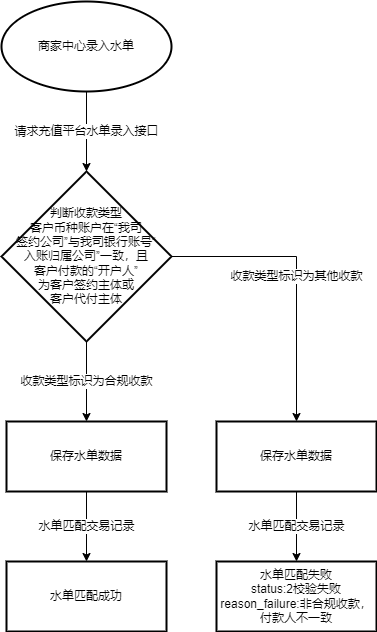 商家中心录入水单
请求充值平台水单录入接口
判断收款类型
客户币种账户在“我司
签约公司”与我司银行账号
入账归属公司”一致，且
客户付款的“开户人”
为客户签约主体或
客户代付主体
收款类型标识为其他收款
收款类型标识为合规收款
保存水单数据
保存水单数据
水单匹配交易记录
水单匹配交易记录
水单匹配成功
水单匹配失败
status:2校验失败
reason_failure:非合规收款，
付款人不一致